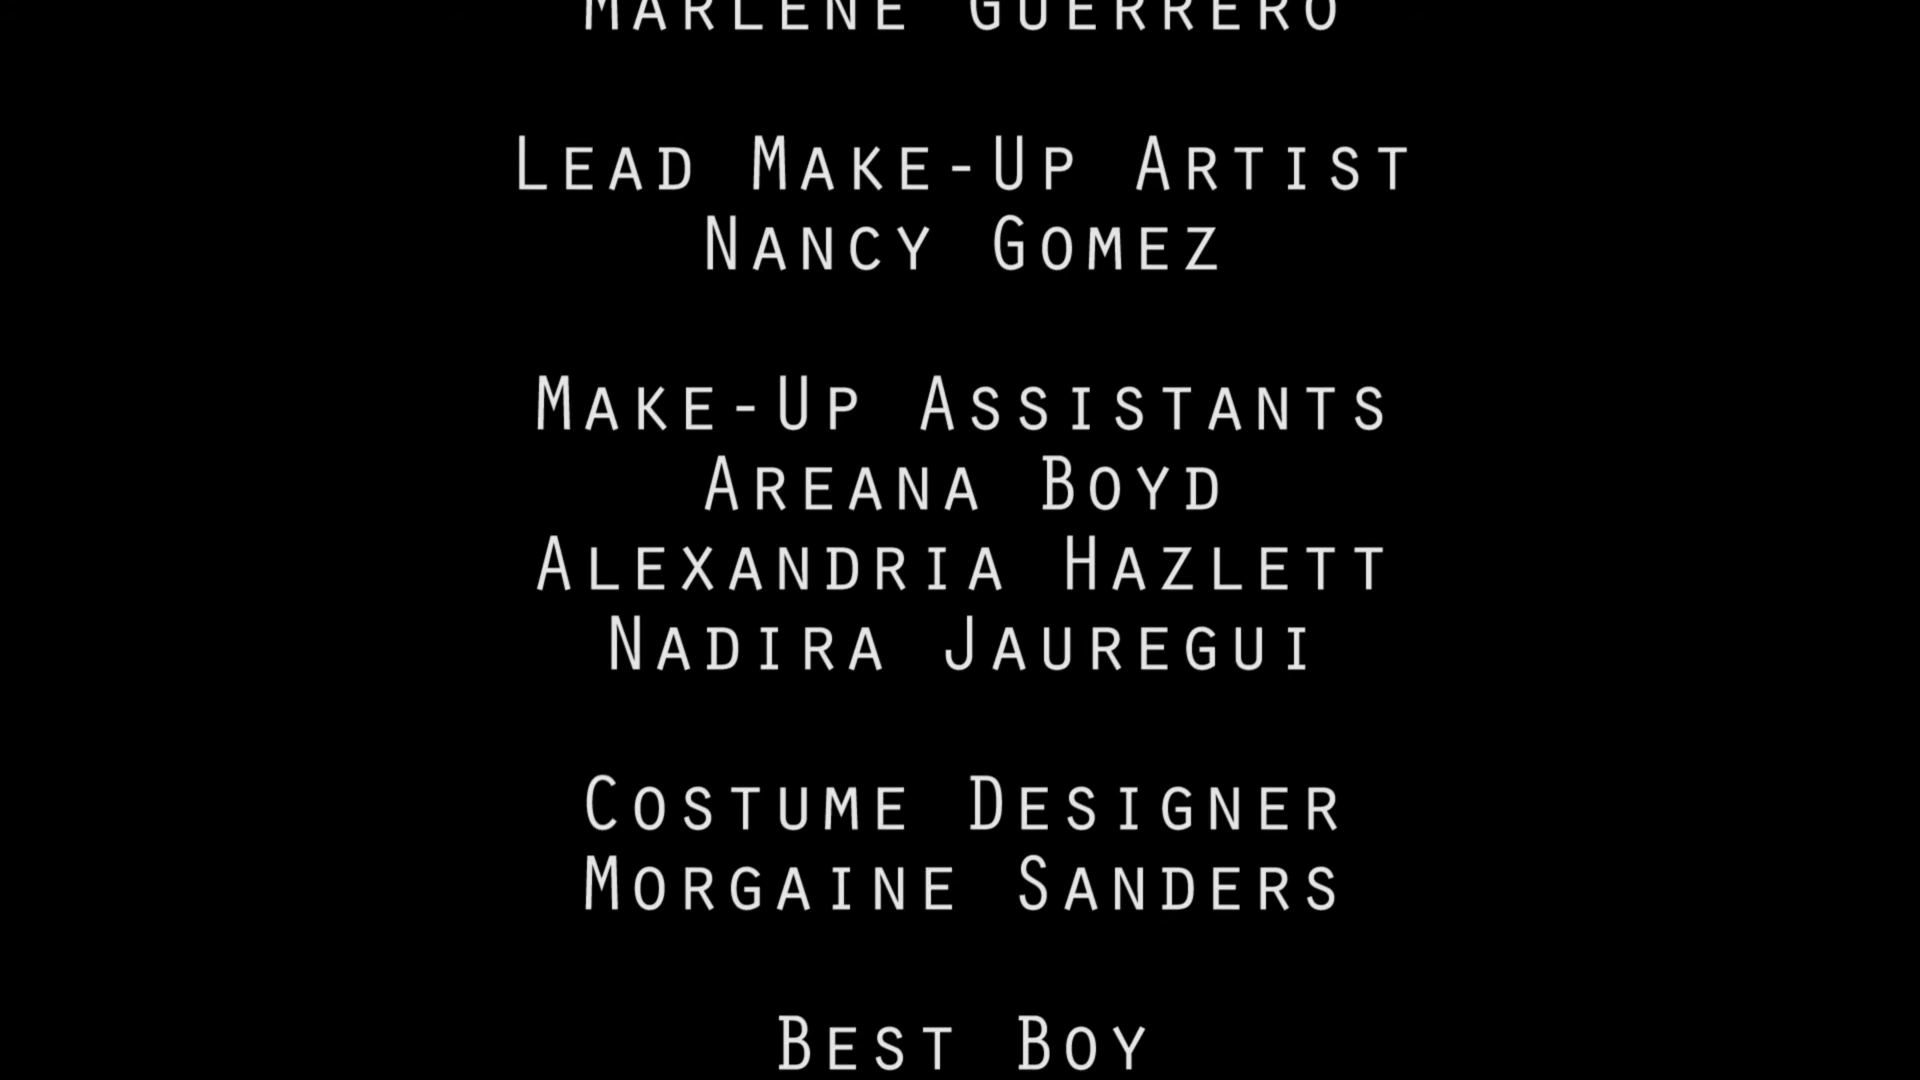 MARLENE GUERRERO
LEAD MAKE-UP ARTIST
NANCY GOMEZ
MAKE-UP ASSISTANTS
AREANA BOYD
ALEXANDRIA HAZLETT
NADIRA JAUREGUI
COSTUME DESIGNER
MORGAINE SANDERS
BEST BOY